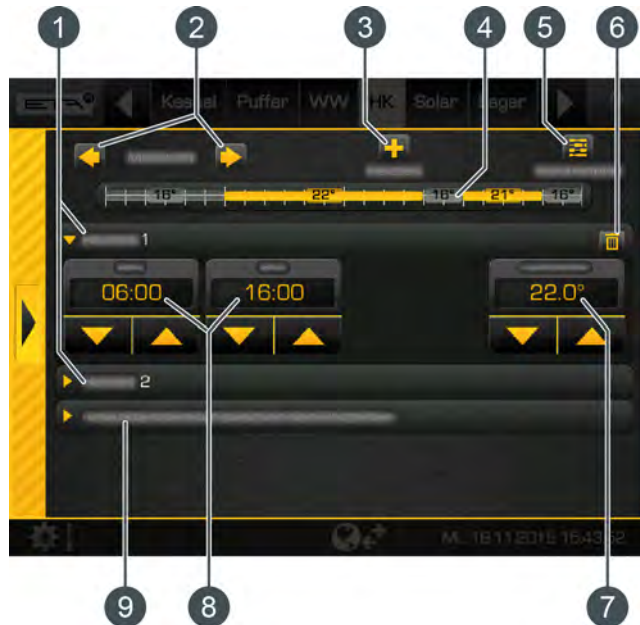 1 2 3 4 5 6
ETA Kessel Puffer WW HK Solar Lager
16° 22° 16° 21° 16°
1
06:00 16:00 22.0°
2
Mi. 18.11.2015 15:43:52
9 8 7